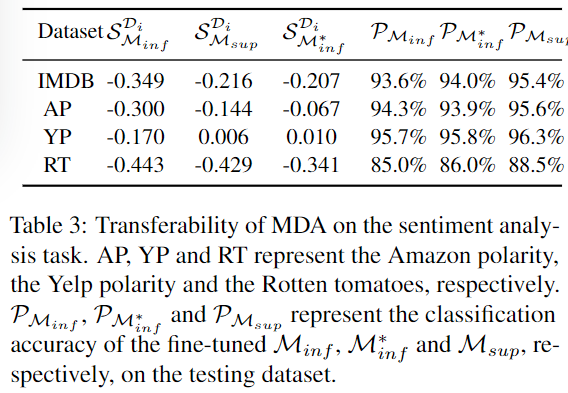 Dataset $\mathcal{S}^{\mathcal{D}_i}_{\mathcal{M}_{inf}}$ $\mathcal{S}^{\mathcal{D}_i}_{\mathcal{M}_{sup}}$ $\mathcal{S}^{\mathcal{D}_i}_{\mathcal{M}^*_{inf}}$ $\mathcal{P}_{\mathcal{M}_{inf}}$ $\mathcal{P}_{\mathcal{M}^*_{inf}}$ $\mathcal{P}_{\mathcal{M}_{sup}}$
IMDB -0.349 -0.216 -0.207 93.6% 94.0% 95.4%
AP -0.300 -0.144 -0.067 94.3% 93.9% 95.6%
YP -0.170 0.006 0.010 95.7% 95.8% 96.3%
RT -0.443 -0.429 -0.341 85.0% 86.0% 88.5%
Table 3: Transferability of MDA on the sentiment analy-
sis task. AP, YP and RT represent the Amazon polarity,
the Yelp polarity and the Rotten tomatoes, respectively.
$\mathcal{P}_{\mathcal{M}_{inf}}$, $\mathcal{P}_{\mathcal{M}^*_{inf}}$ and $\mathcal{P}_{\mathcal{M}_{sup}}$ represent the classification
accuracy of the fine-tuned $\mathcal{M}_{inf}$, $\mathcal{M}^*_{inf}$ and $\mathcal{M}_{sup}$, re-
spectively, on the testing dataset.